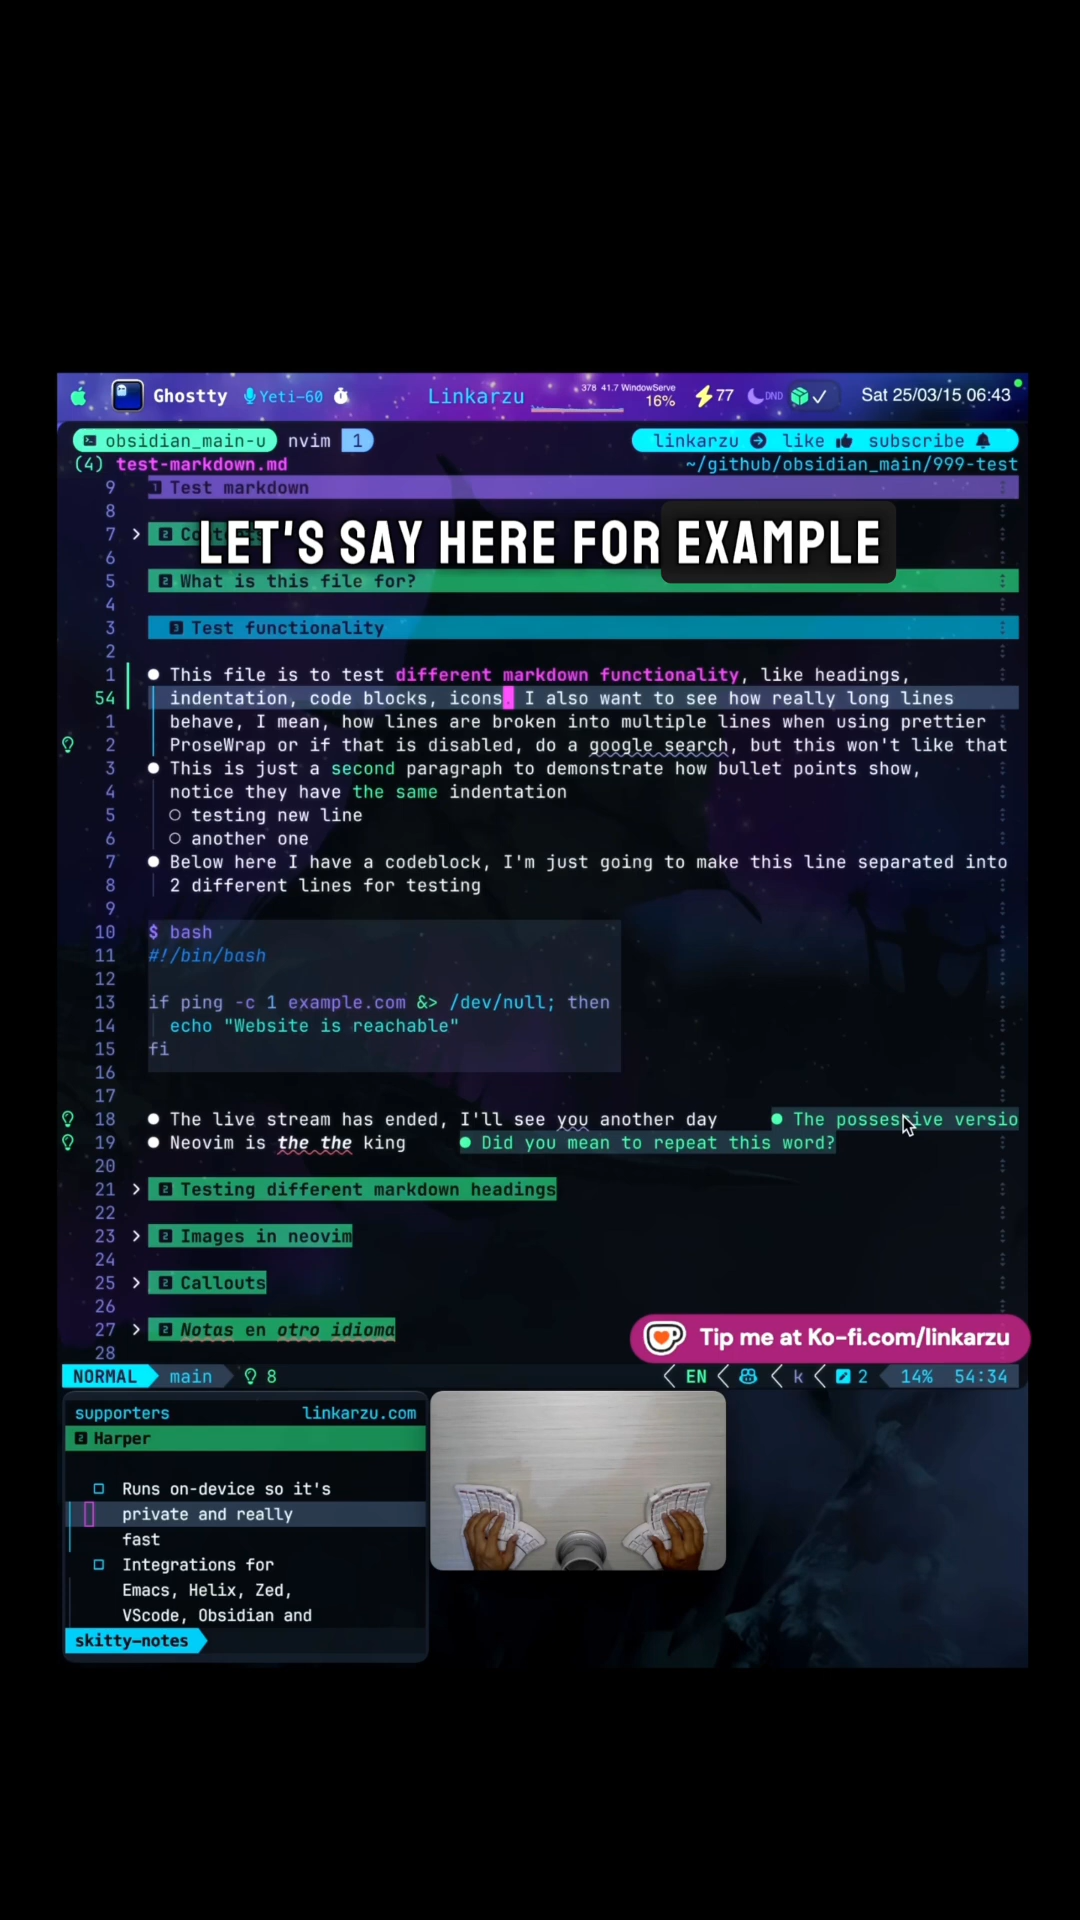 Ghostty Yeti-60 Linkarzu 378 41.7 WindowServe 16% 77 DND Sat 25/03/15 06:43
obsidian_main-u nvim 1 linkarzu like subscribe
(4) test-markdown.md ~/github/obsidian_main/999-test
9 1 Test markdown
8
7 > 2
LET'S SAY HERE FOR EXAMPLE
6
5 2 What is this file for?
4
3 3 Test functionality
2
1 ● This file is to test different markdown functionality, like headings,
54 indentation, code blocks, icons. I also want to see how really long lines
1 behave, I mean, how lines are broken into multiple lines when using prettier
2 ProseWrap or if that is disabled, do a google search, but this won't like that
3 ● This is just a second paragraph to demonstrate how bullet points show,
4 notice they have the same indentation
5 ○ testing new line
6 ○ another one
7 ● Below here I have a codeblock, I'm just going to make this line separated into
8 2 different lines for testing
9
10 $ bash
11 #!/bin/bash
12
13 if ping -c 1 example.com &> /dev/null; then
14 echo "Website is reachable"
15 fi
16
17
18 ● The live stream has ended, I'll see you another day ● The possessive versio
19 ● Neovim is the the king ● Did you mean to repeat this word?
20
21 > 2 Testing different markdown headings
22
23 > 2 Images in neovim
24
25 > 2 Callouts
26
27 > 2 Notas en otro idioma
28
Tip me at Ko-fi.com/linkarzu
NORMAL main 8 EN k 2 14% 54:34
supporters linkarzu.com
2 Harper
Runs on-device so it's
private and really
fast
Integrations for
Emacs, Helix, Zed,
VScode, Obsidian and
skitty-notes